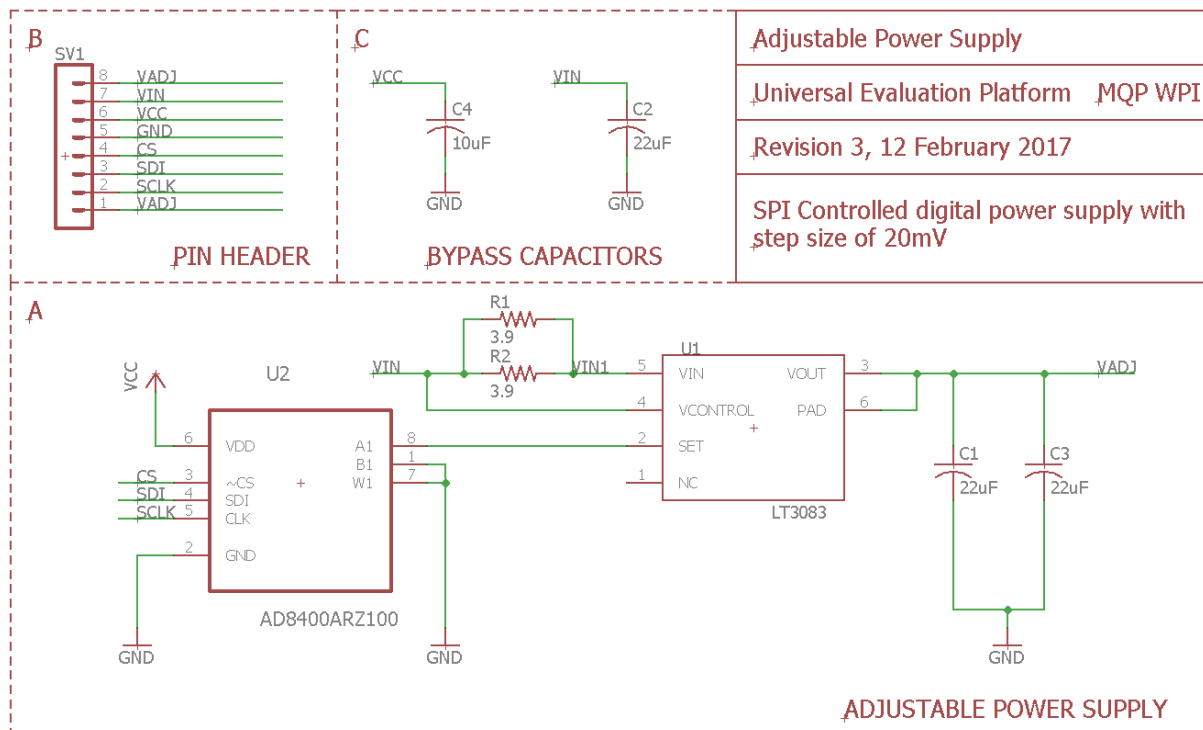 B
SV1
8 VADJ
7 VIN
6 VCC
5 GND
4 CS
3 SDI
2 SCLK
1 VADJ
PIN HEADER
C
VCC
C4
10uF
GND
VIN
C2
22uF
GND
BYPASS CAPACITORS
Adjustable Power Supply
Universal Evaluation Platform MQP WPI
Revision 3, 12 February 2017
SPI Controlled digital power supply with
step size of 20mV
A
VCC
U2
6 VDD
CS 3 ~CS
SDI 4 SDI
SCLK 5 CLK
2 GND
A1 8
B1 1
W1 7
AD8400ARZ100
GND
GND
R1
3.9
VIN
R2
3.9
VIN1
U1
5 VIN
4 VCONTROL
2 SET
1 NC
VOUT 3
PAD 6
LT3083
VADJ
C1
22uF
C3
22uF
GND
ADJUSTABLE POWER SUPPLY